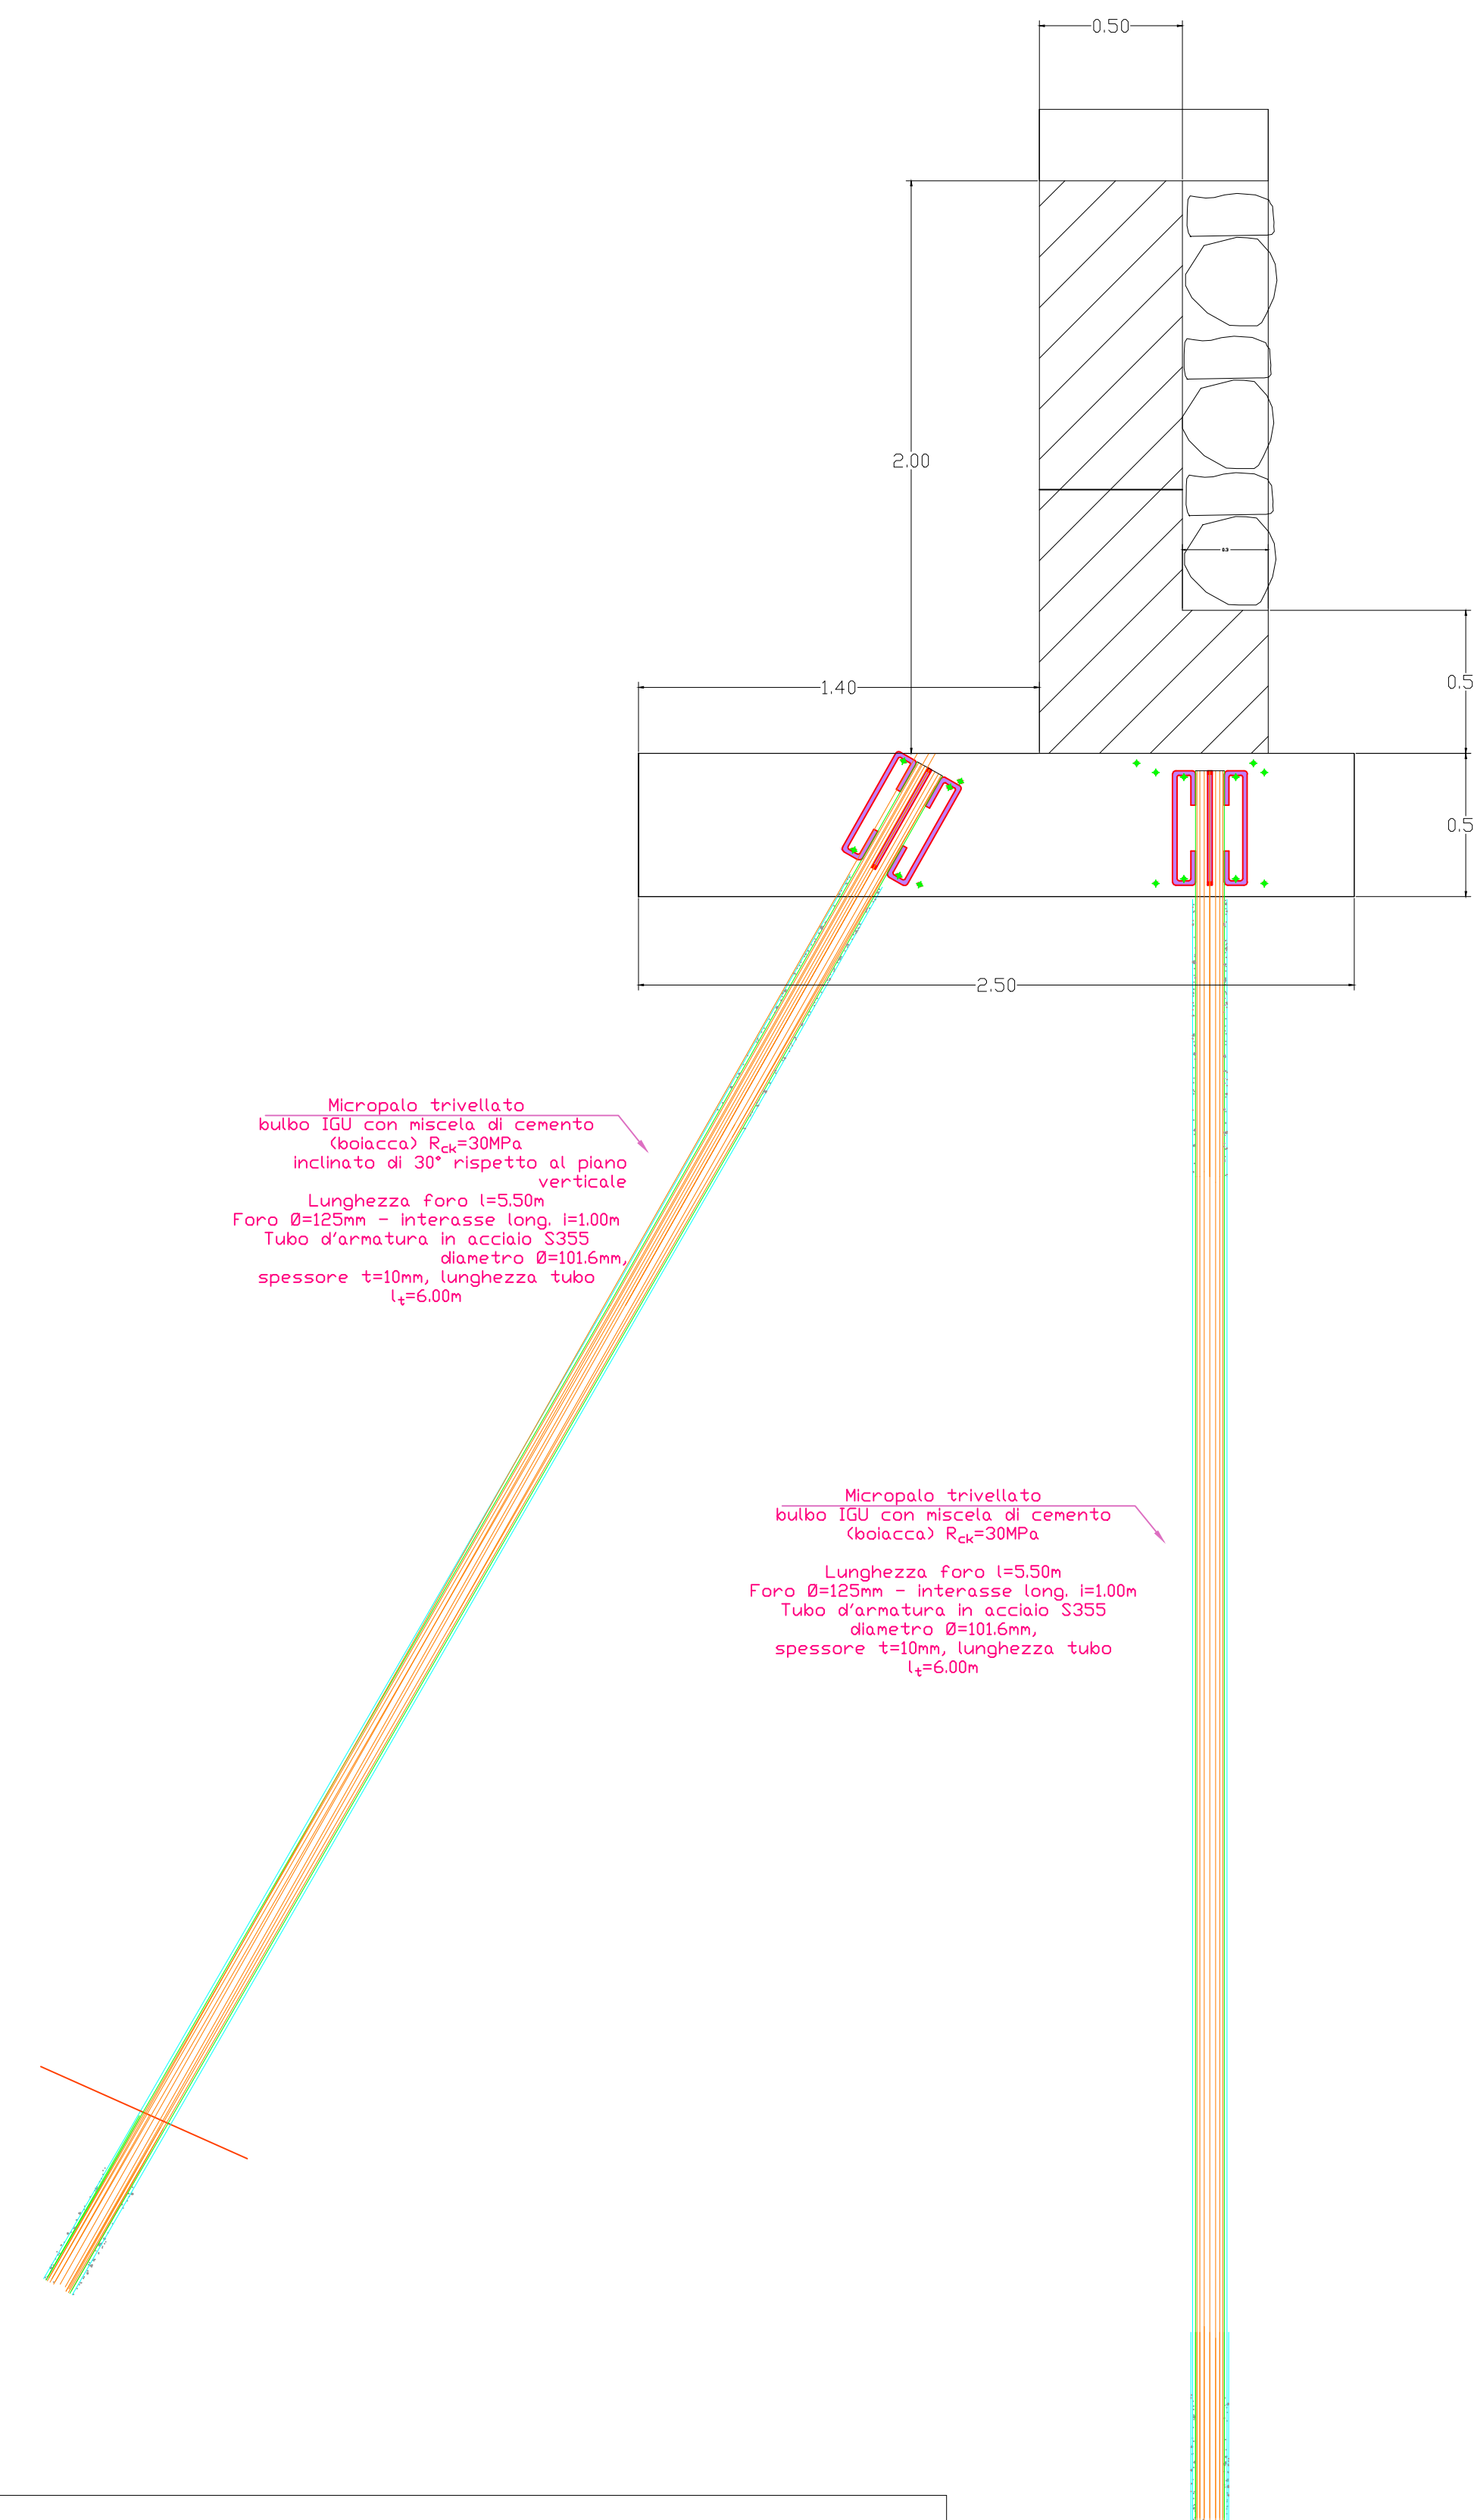 0.50
2.00
0.3
0.5
1.40
0.5
2.50
Micropalo trivellato
bulbo IGU con miscela di cemento
(boiacca) Rck=30MPa
inclinato di 30° rispetto al piano
verticale
Lunghezza foro l=5.50m
Foro Ø=125mm - interasse long. i=1.00m
Tubo d'armatura in acciaio S355
diametro Ø=101.6mm,
spessore t=10mm, lunghezza tubo
lt=6.00m
Micropalo trivellato
bulbo IGU con miscela di cemento
(boiacca) Rck=30MPa
Lunghezza foro l=5.50m
Foro Ø=125mm - interasse long. i=1.00m
Tubo d'armatura in acciaio S355
diametro Ø=101.6mm,
spessore t=10mm, lunghezza tubo
lt=6.00m